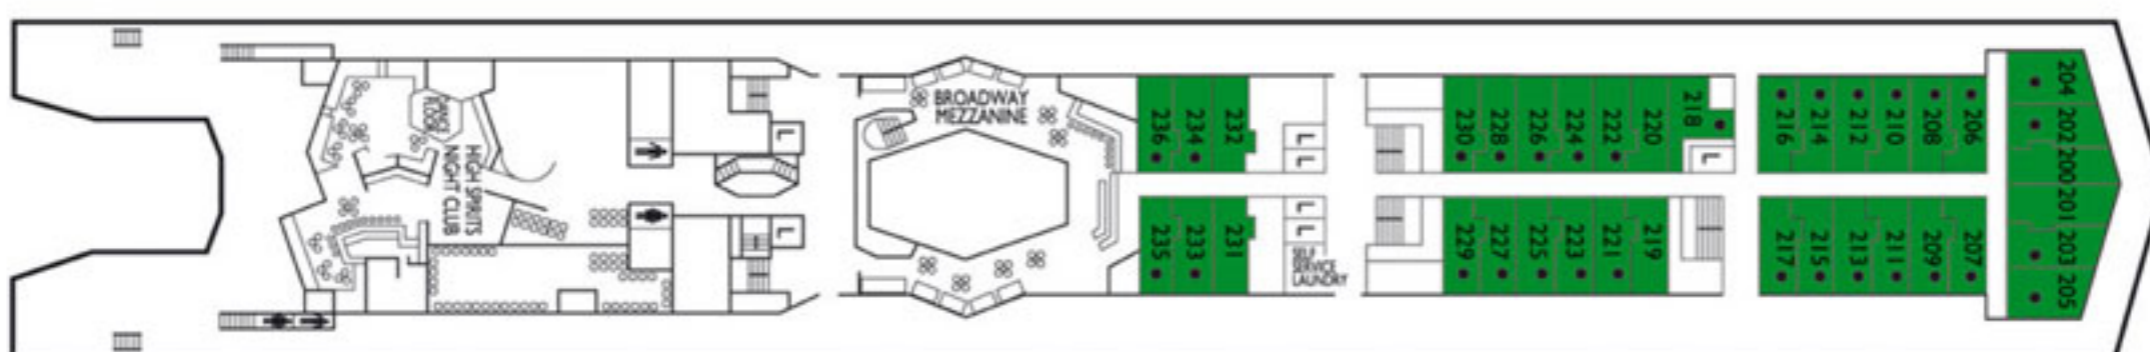 DANCE
FLOOR
HIGH SPIRITS
NIGHT CLUB
L
L
BROADWAY
MEZZANINE
236 234 232
235 233 231
L
L
L
L
SELF
SERVICE
LAUNDRY
230 228 226 224 222 220 218
L
229 227 225 223 221 219
216 214 212 210 208 206
217 215 213 211 209 207
204
202
200
201
203
205